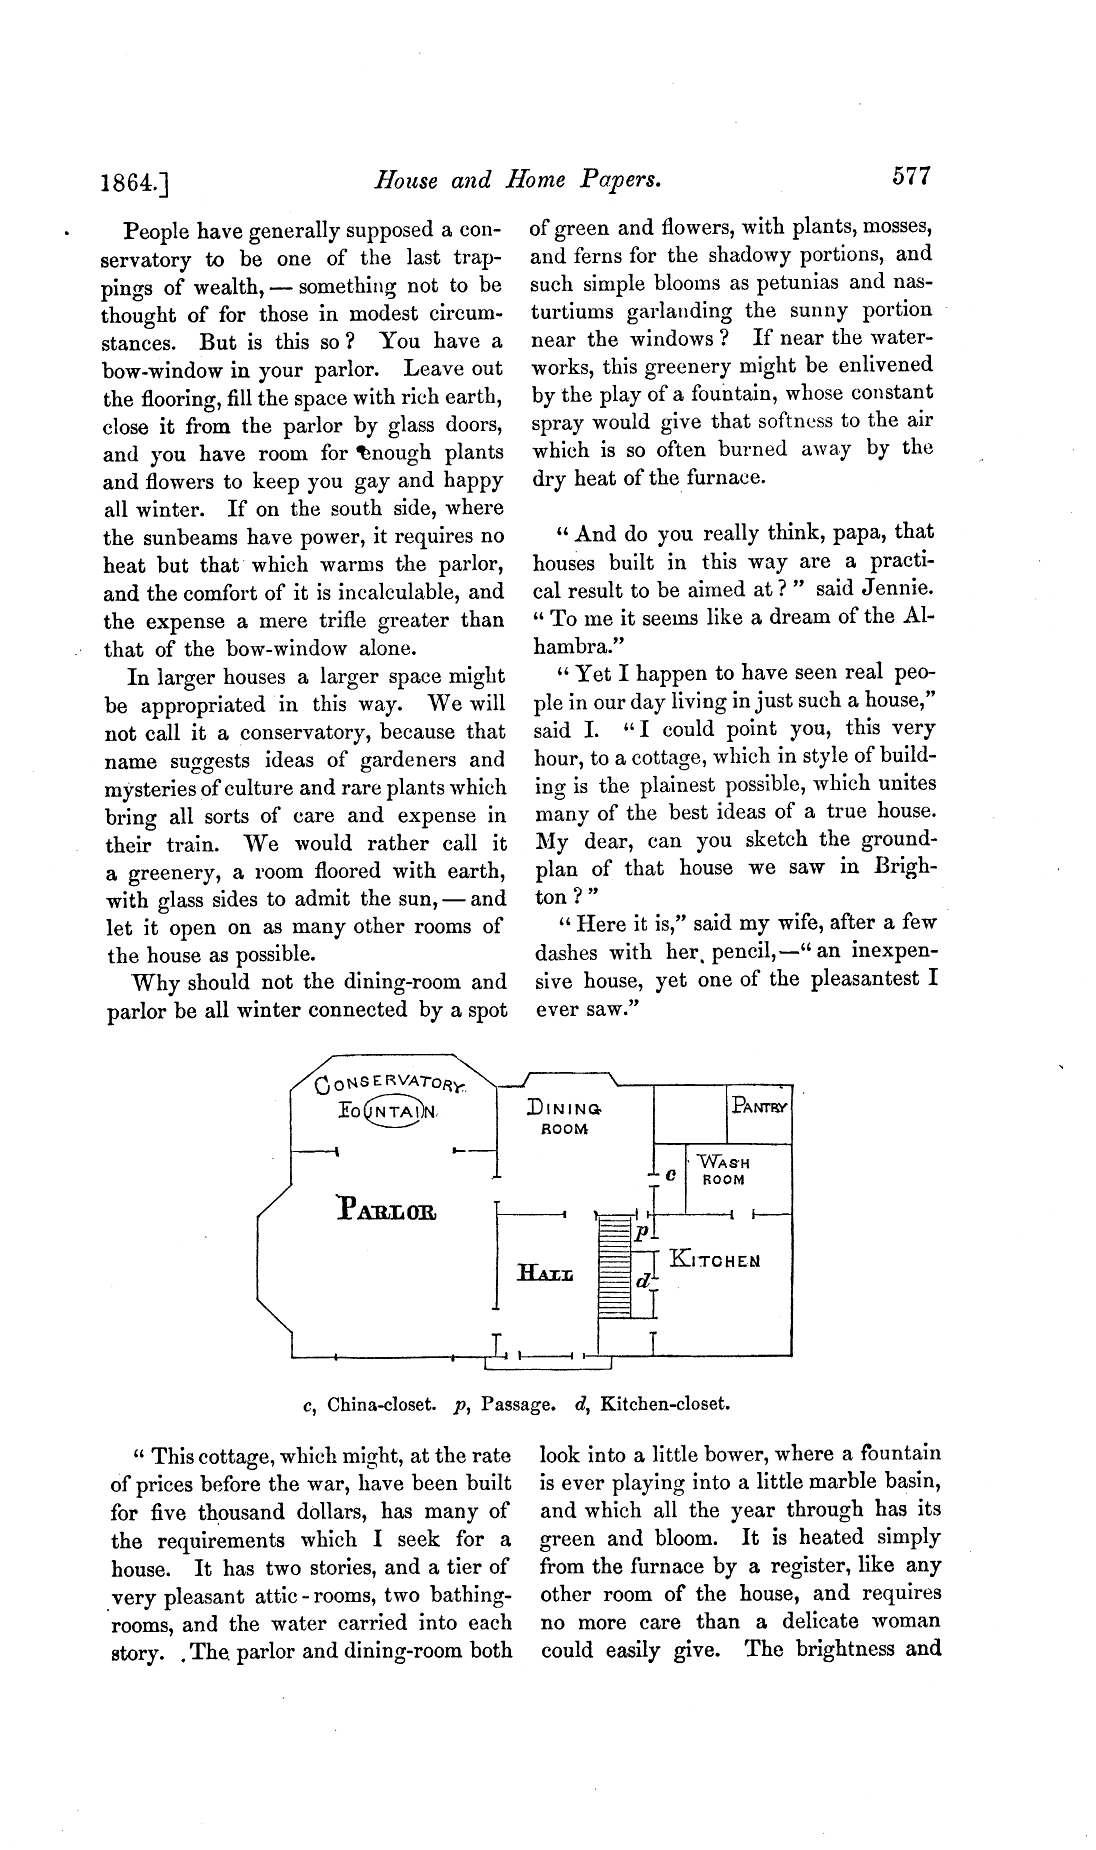 1864.] House and Home Papers. 577
People have generally supposed a con-
servatory to be one of the last trap-
pings of wealth, — something not to be
thought of for those in modest circum-
stances. But is this so? You have a
bow-window in your parlor. Leave out
the flooring, fill the space with rich earth,
close it from the parlor by glass doors,
and you have room for enough plants
and flowers to keep you gay and happy
all winter. If on the south side, where
the sunbeams have power, it requires no
heat but that which warms the parlor,
and the comfort of it is incalculable, and
the expense a mere trifle greater than
that of the bow-window alone.
In larger houses a larger space might
be appropriated in this way. We will
not call it a conservatory, because that
name suggests ideas of gardeners and
mysteries of culture and rare plants which
bring all sorts of care and expense in
their train. We would rather call it
a greenery, a room floored with earth,
with glass sides to admit the sun, — and
let it open on as many other rooms of
the house as possible.
Why should not the dining-room and
parlor be all winter connected by a spot
of green and flowers, with plants, mosses,
and ferns for the shadowy portions, and
such simple blooms as petunias and nas-
turtiums garlanding the sunny portion
near the windows? If near the water-
works, this greenery might be enlivened
by the play of a fountain, whose constant
spray would give that softness to the air
which is so often burned away by the
dry heat of the furnace.
“And do you really think, papa, that
houses built in this way are a practi-
cal result to be aimed at?” said Jennie.
“To me it seems like a dream of the Al-
hambra.”
“Yet I happen to have seen real peo-
ple in our day living in just such a house,”
said I. “I could point you, this very
hour, to a cottage, which in style of build-
ing is the plainest possible, which unites
many of the best ideas of a true house.
My dear, can you sketch the ground-
plan of that house we saw in Brigh-
ton?”
“Here it is,” said my wife, after a few
dashes with her pencil,—“an inexpen-
sive house, yet one of the pleasantest I
ever saw.”
CONSERVATORY.
FOUNTAIN.
DINING
ROOM
PANTRY
WASH
ROOM
c
PARLOR
p
HALL
KITCHEN
d
c, China-closet. p, Passage. d, Kitchen-closet.
“This cottage, which might, at the rate
of prices before the war, have been built
for five thousand dollars, has many of
the requirements which I seek for a
house. It has two stories, and a tier of
very pleasant attic-rooms, two bathing-
rooms, and the water carried into each
story. The parlor and dining-room both
look into a little bower, where a fountain
is ever playing into a little marble basin,
and which all the year through has its
green and bloom. It is heated simply
from the furnace by a register, like any
other room of the house, and requires
no more care than a delicate woman
could easily give. The brightness and